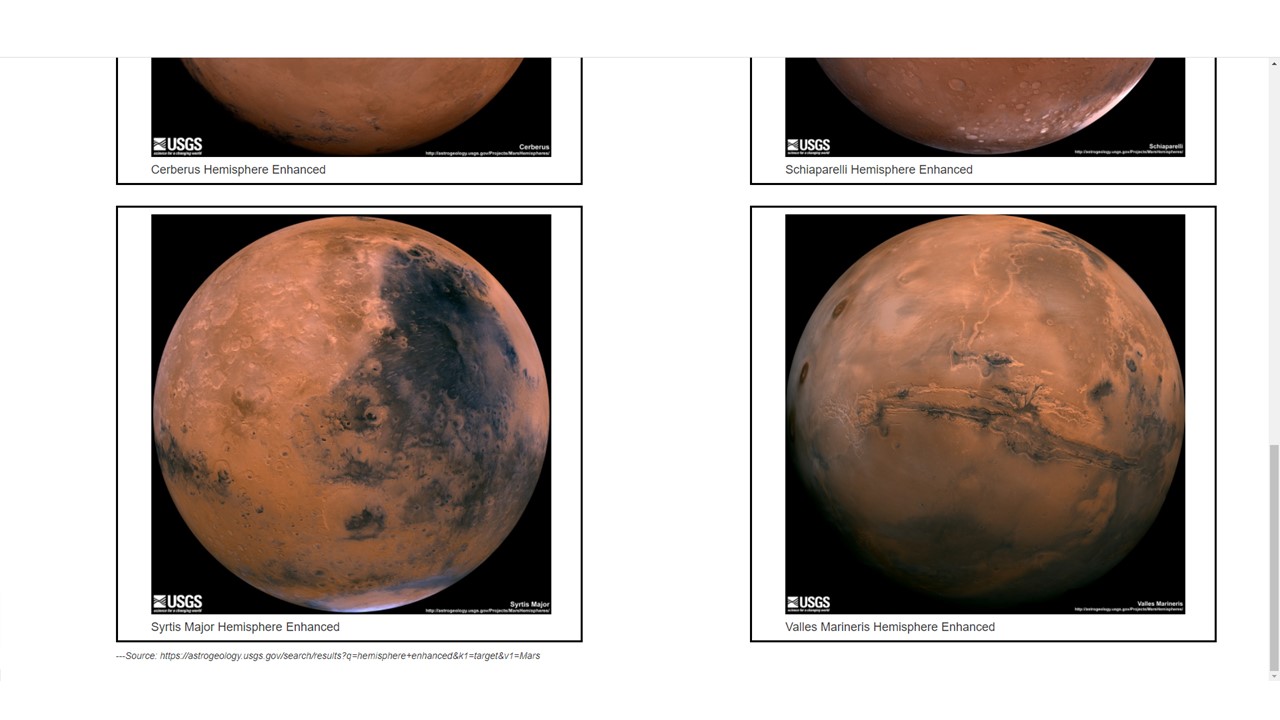 USGS
science for a changing world
Cerberus
http://astrogeology.usgs.gov/Projects/MarsHemispheres/
Cerberus Hemisphere Enhanced
USGS
science for a changing world
Schiaparelli
http://astrogeology.usgs.gov/Projects/MarsHemispheres/
Schiaparelli Hemisphere Enhanced
USGS
science for a changing world
Syrtis Major
http://astrogeology.usgs.gov/Projects/MarsHemispheres/
Syrtis Major Hemisphere Enhanced
USGS
science for a changing world
Valles Marineris
http://astrogeology.usgs.gov/Projects/MarsHemispheres/
Valles Marineris Hemisphere Enhanced
---Source: https://astrogeology.usgs.gov/search/results?q=hemisphere+enhanced&k1=target&v1=Mars